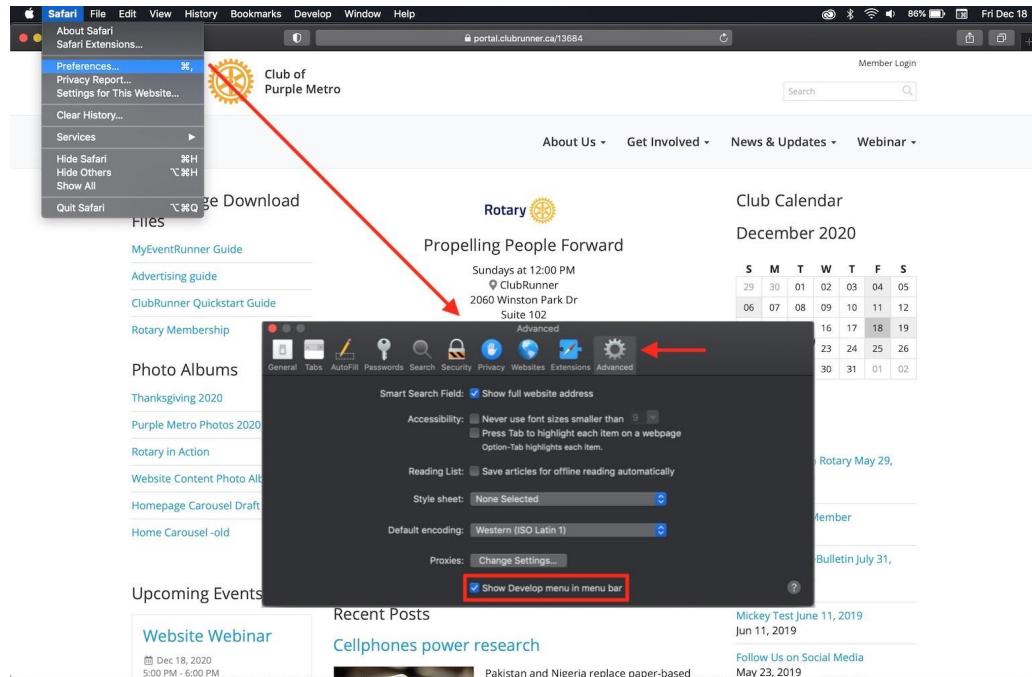 Safari File Edit View History Bookmarks Develop Window Help 86% Fri Dec 18
portal.clubrunner.ca/13684
About Safari
Safari Extensions...
Preferences... ⌘,
Privacy Report...
Settings for This Website...
Clear History...
Services
Hide Safari ⌘H
Hide Others ⌥⌘H
Show All
Quit Safari ⌥⌘Q
Club of
Purple Metro
Member Login
Search
About Us Get Involved News & Updates Webinar
Download
Files
MyEventRunner Guide
Advertising guide
ClubRunner Quickstart Guide
Rotary Membership
Photo Albums
Thanksgiving 2020
Purple Metro Photos 2020
Rotary in Action
Website Content Photo
Homepage Carousel Draft
Home Carousel -old
Upcoming Events
Website Webinar
Dec 18, 2020
5:00 PM - 6:00 PM
Rotary
Propelling People Forward
Sundays at 12:00 PM
ClubRunner
2060 Winston Park Dr
Suite 102
Advanced
General Tabs AutoFill Passwords Search Security Privacy Websites Extensions Advanced
Smart Search Field: Show full website address
Accessibility: Never use font sizes smaller than 9
Press Tab to highlight each item on a webpage
Option-Tab highlights each item.
Reading List: Save articles for offline reading automatically
Style sheet: None Selected
Default encoding: Western (ISO Latin 1)
Proxies: Change Settings...
Show Develop menu in menu bar
?
Recent Posts
Cellphones power research
Pakistan and Nigeria replace paper-based
Club Calendar
December 2020
S M T W T F S
29 30 01 02 03 04 05
06 07 08 09 10 11 12
16 17 18 19
23 24 25 26
30 31 01 02
Rotary May 29,
Bulletin July 31,
Mickey Test June 11, 2019
Jun 11, 2019
Follow Us on Social Media
May 23, 2019